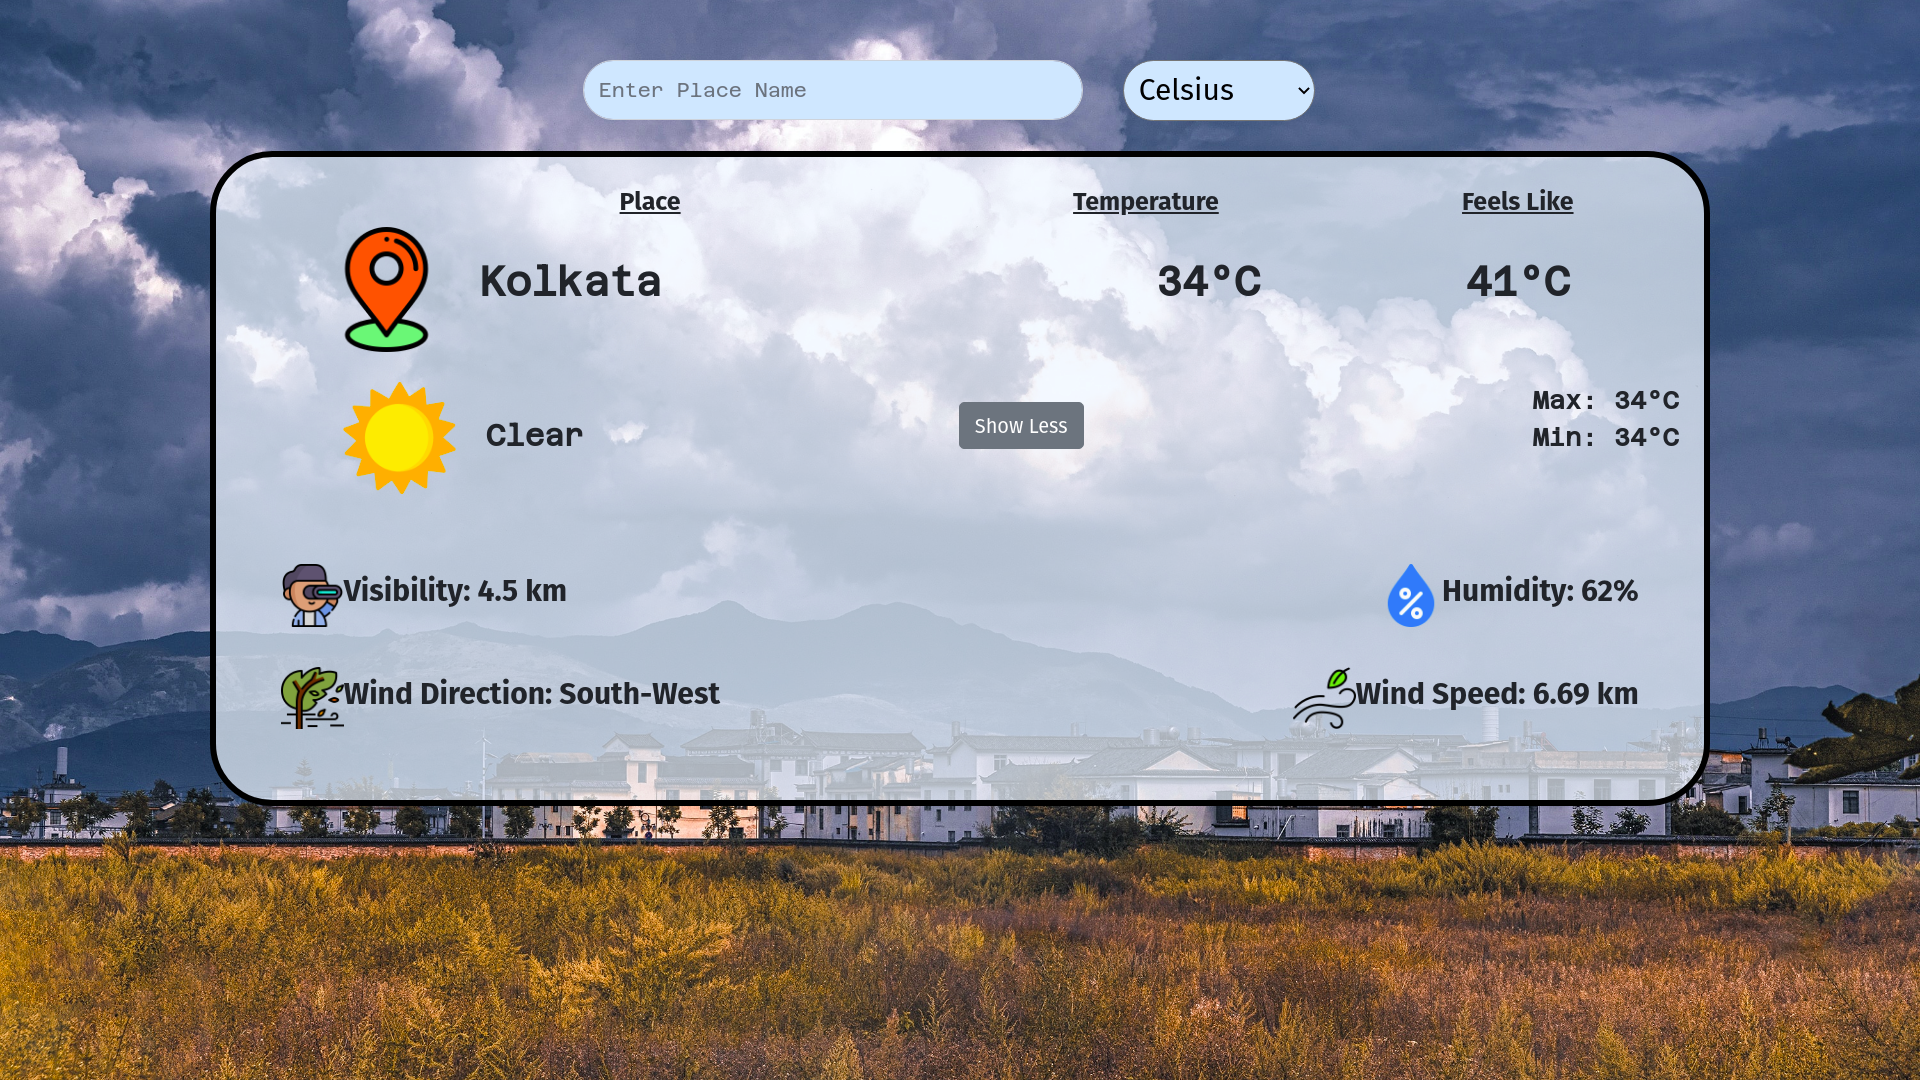 Enter Place Name
Celsius
Place
Temperature
Feels Like
Kolkata
34°C
41°C
Clear
Show Less
Max: 34°C
Min: 34°C
Visibility: 4.5 km
Humidity: 62%
Wind Direction: South-West
Wind Speed: 6.69 km